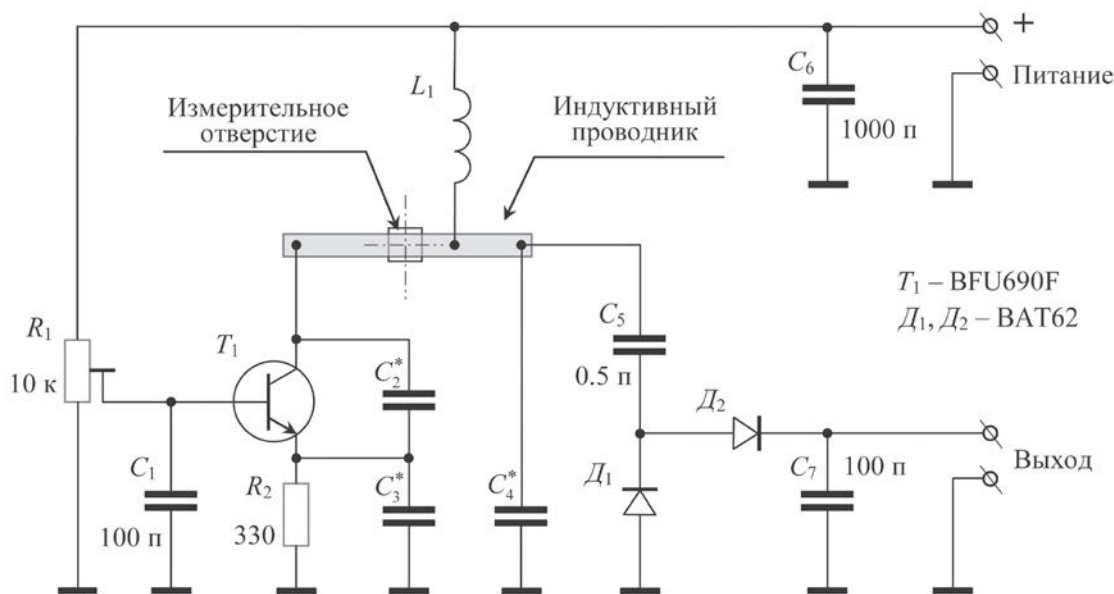 +
Питание
C₆
1000 п
L₁
Измерительное
отверстие
Индуктивный
проводник
T₁ – BFU690F
Д₁, Д₂ – BAT62
R₁
10 к
T₁
C₂*
C₅
0.5 п
Д₂
C₁
100 п
R₂
330
C₃*
C₄*
Д₁
C₇
100 п
Выход